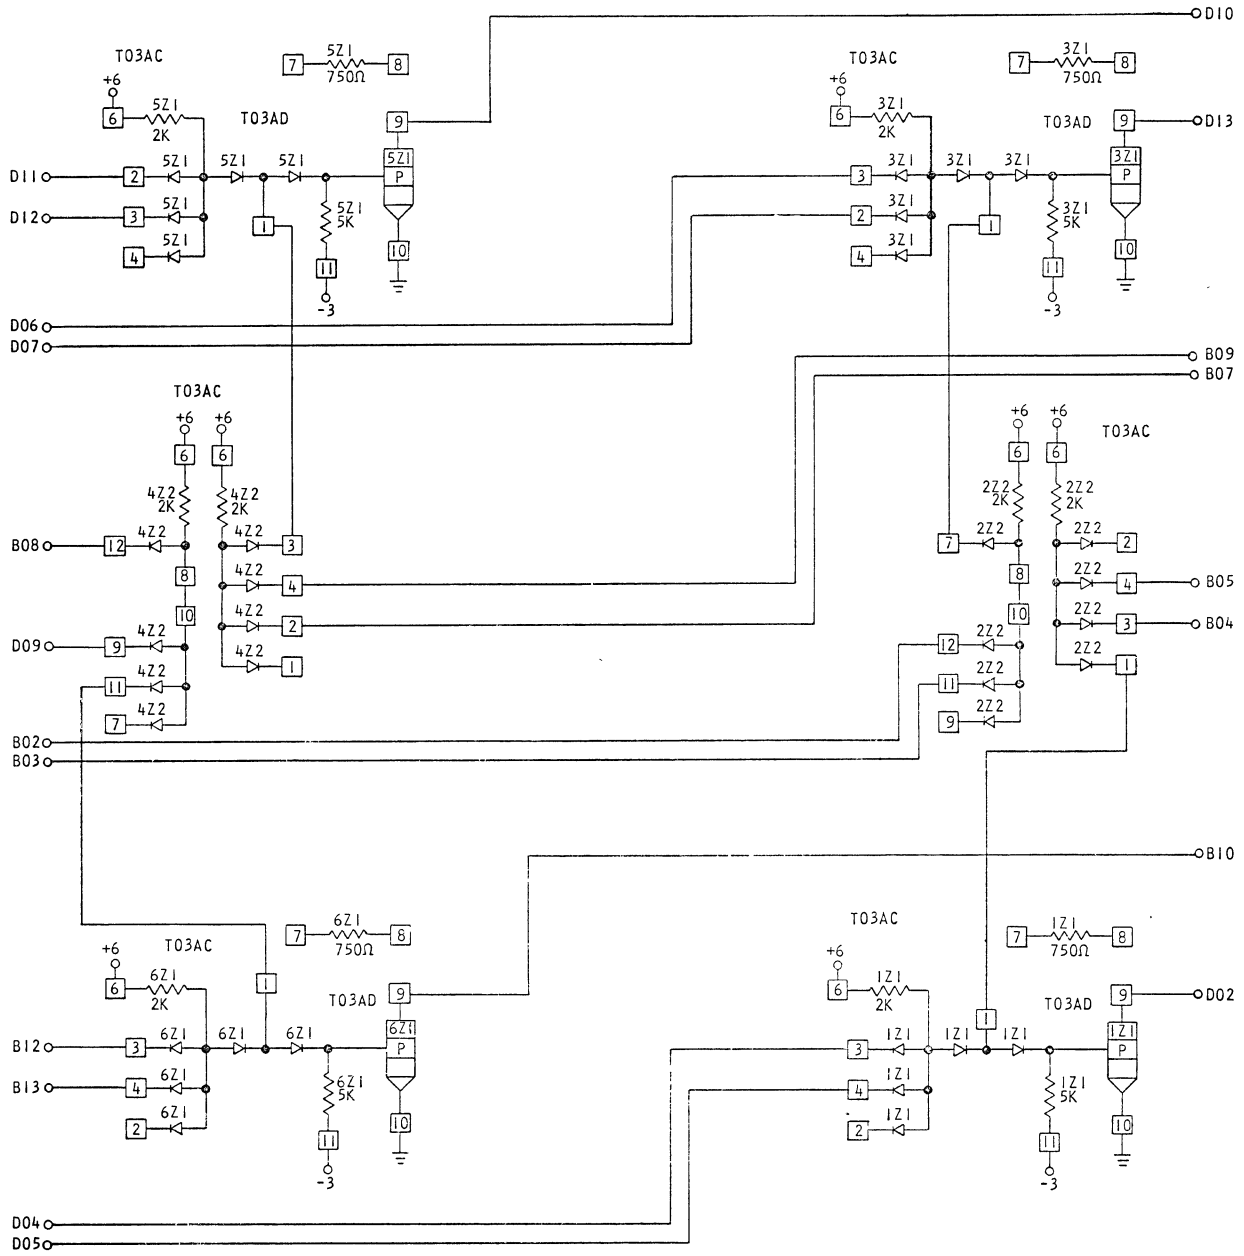 D10
T03AC
7 5Z1 750Ω 8
T03AC
7 3Z1 750Ω 8
+6
6 5Z1 2K
T03AD
9
+6
6 3Z1 2K
T03AD
9
D13
D11
2 5Z1 5Z1 5Z1
5Z1
P
3 3Z1 3Z1 3Z1
3Z1
P
D12
3 5Z1
1
5Z1
5K
2 3Z1
1
3Z1
5K
4 5Z1
10
4 3Z1
10
11
-3
11
-3
D06
D07
B09
B07
T03AC
+6 +6
6 6
+6 +6
6 6
T03AC
4Z2 2K
4Z2 2K
2Z2 2K
2Z2 2K
B08
12 4Z2
4Z2 3
7 2Z2
2Z2 2
8
4Z2 4
8
2Z2 4
B05
10
4Z2 2
10
2Z2 3
B04
D09
9 4Z2
4Z2 1
12 2Z2
2Z2 1
11 4Z2
11 2Z2
7 4Z2
9 2Z2
B02
B03
B10
T03AC
7 6Z1 750Ω 8
T03AC
7 1Z1 750Ω 8
+6
6 6Z1 2K
1
T03AD
9
+6
6 1Z1 2K
1
T03AD
9
D02
B12
3 6Z1 6Z1 6Z1
6Z1
P
3 1Z1 1Z1 1Z1
1Z1
P
B13
4 6Z1
6Z1
5K
4 1Z1
1Z1
5K
2 6Z1
10
2 1Z1
10
11
-3
11
-3
D04
D05